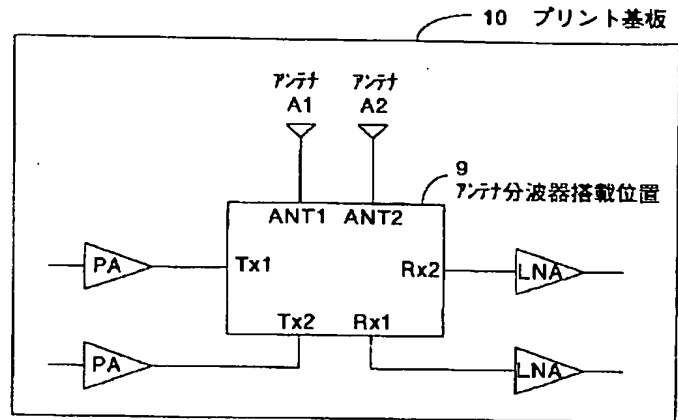 10 プリント基板
アンテナ アンテナ
A1 A2
9
アンテナ分波器搭載位置
ANT1 ANT2
PA Tx1 Rx2 LNA
Tx2 Rx1
PA LNA